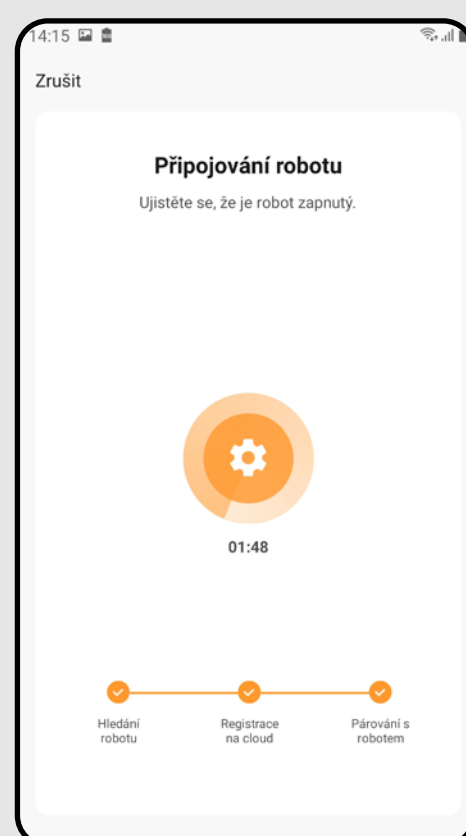 14:15
Zrušit
Připojování robotu
Ujistěte se, že je robot zapnutý.
01:48
Hledání
robotu
Registrace
na cloud
Párování s
robotem